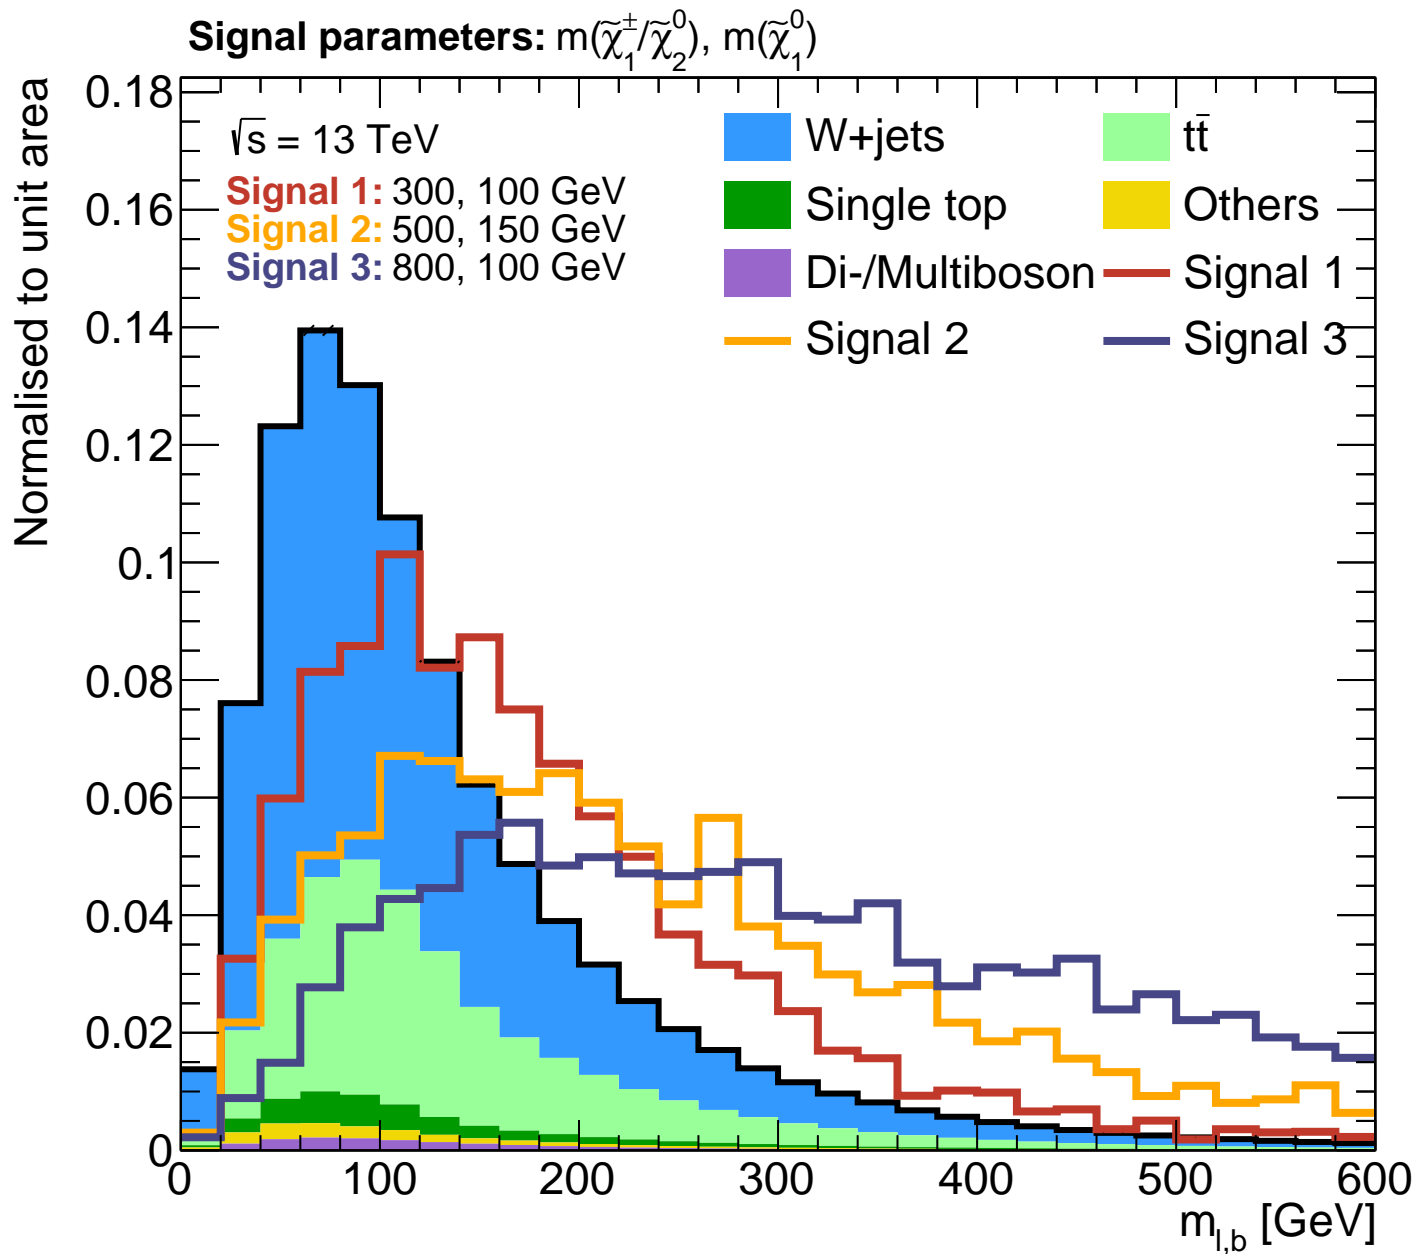 Signal parameters: m(χ̃₁±/χ̃₂⁰), m(χ̃₁⁰)
Normalised to unit area
√s = 13 TeV
Signal 1: 300, 100 GeV
Signal 2: 500, 150 GeV
Signal 3: 800, 100 GeV
W+jets
tt̄
Single top
Others
Di-/Multiboson
Signal 1
Signal 2
Signal 3
0.18
0.16
0.14
0.12
0.1
0.08
0.06
0.04
0.02
0
0 100 200 300 400 500 600
m_{l,b} [GeV]